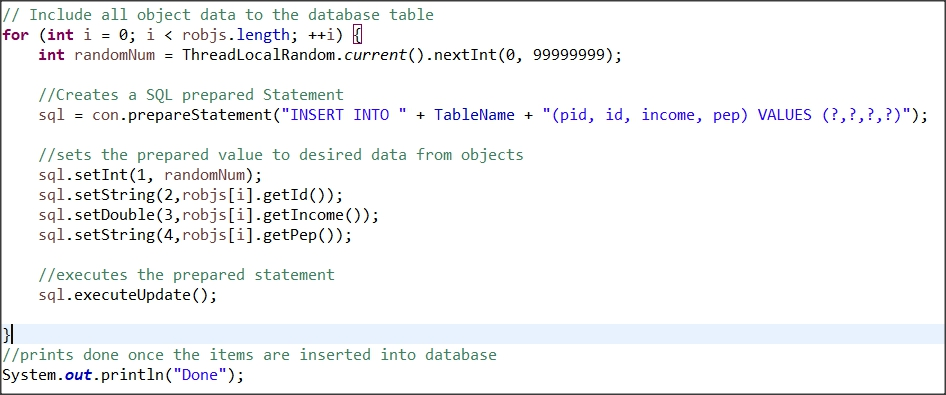 // Include all object data to the database table
for (int i = 0; i < robjs.length; ++i) {
    int randomNum = ThreadLocalRandom.current().nextInt(0, 99999999);
    //Creates a SQL prepared Statement
    sql = con.prepareStatement("INSERT INTO " + TableName + "(pid, id, income, pep) VALUES (?,?,?,?)");
    //sets the prepared value to desired data from objects
    sql.setInt(1, randomNum);
    sql.setString(2,robjs[i].getId());
    sql.setDouble(3,robjs[i].getIncome());
    sql.setString(4,robjs[i].getPep());
    //executes the prepared statement
    sql.executeUpdate();
}
//prints done once the items are inserted into database
System.out.println("Done");